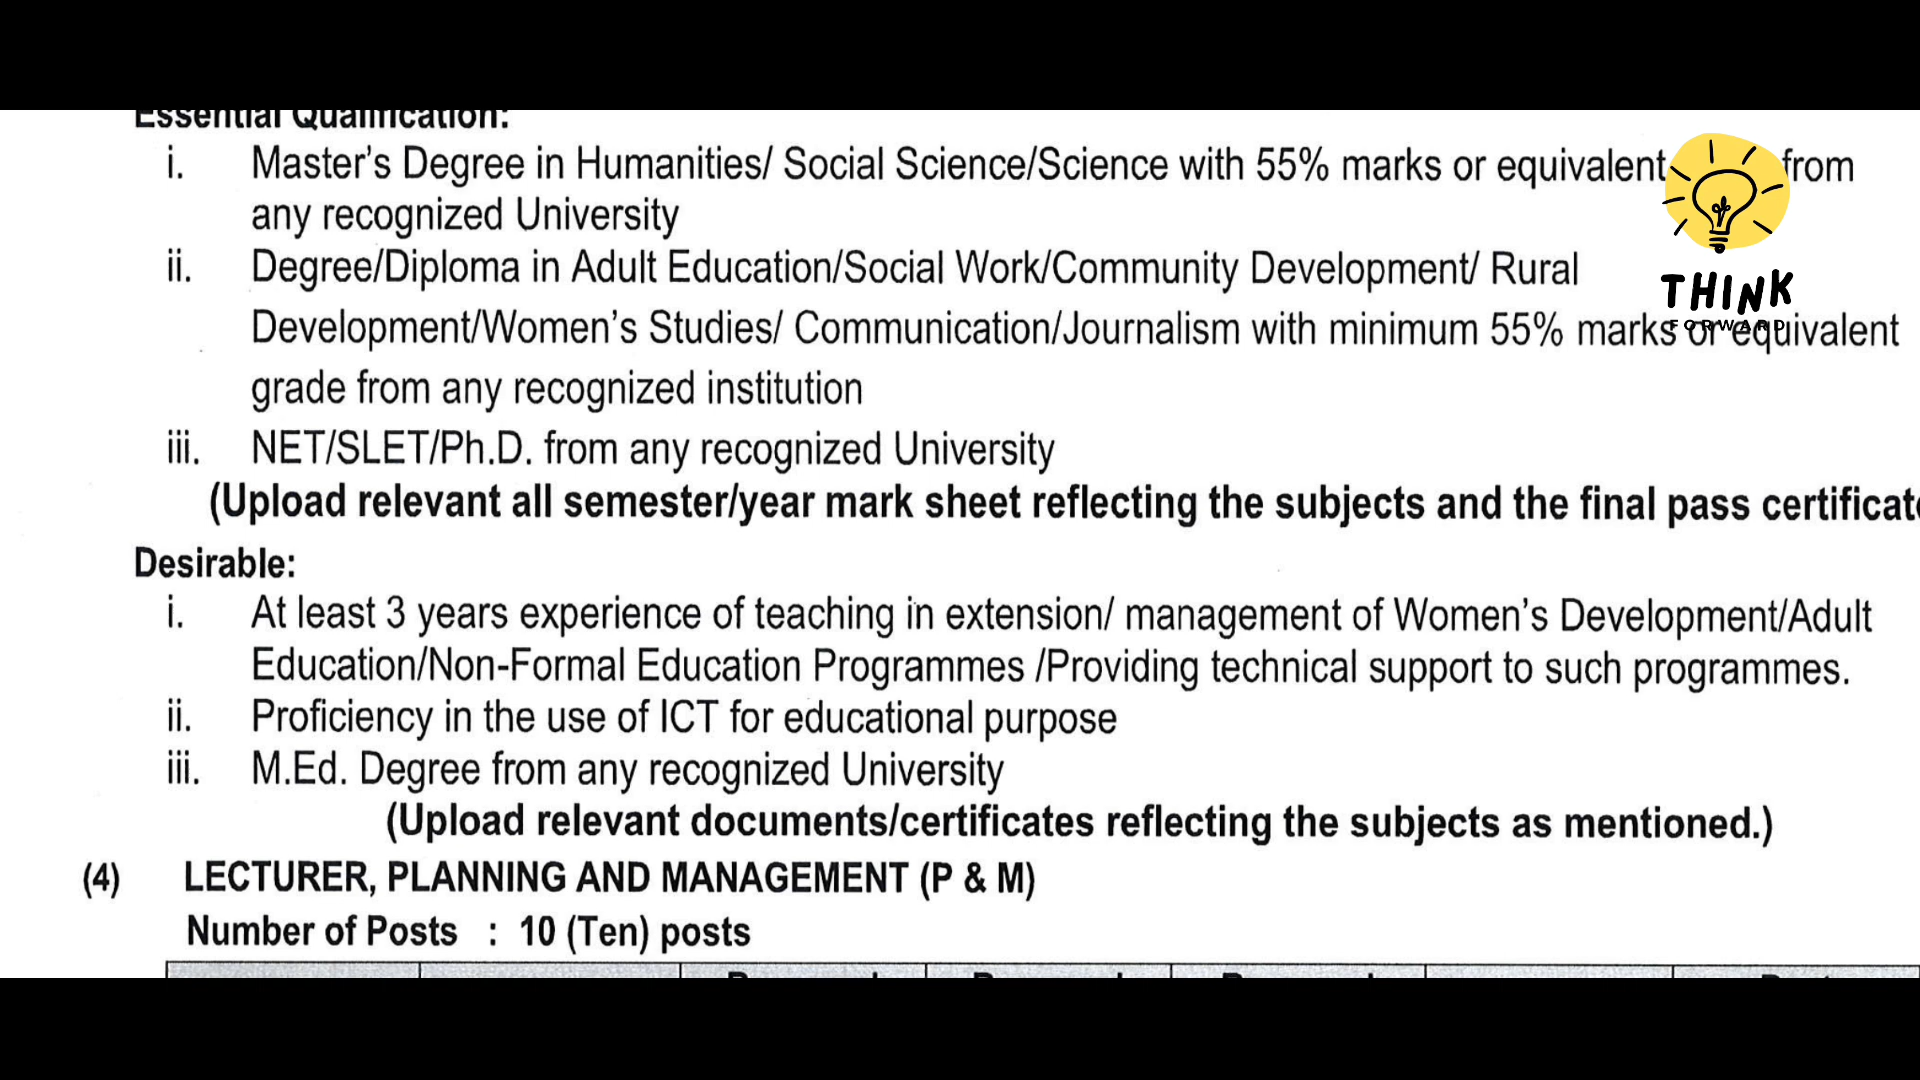 Essential Qualification:
i. Master's Degree in Humanities/ Social Science/Science with 55% marks or equivalent from
any recognized University
ii. Degree/Diploma in Adult Education/Social Work/Community Development/ Rural
Development/Women's Studies/ Communication/Journalism with minimum 55% marks or equivalent
grade from any recognized institution
iii. NET/SLET/Ph.D. from any recognized University
(Upload relevant all semester/year mark sheet reflecting the subjects and the final pass certificate
Desirable:
i. At least 3 years experience of teaching in extension/ management of Women's Development/Adult
Education/Non-Formal Education Programmes /Providing technical support to such programmes.
ii. Proficiency in the use of ICT for educational purpose
iii. M.Ed. Degree from any recognized University
(Upload relevant documents/certificates reflecting the subjects as mentioned.)
(4) LECTURER, PLANNING AND MANAGEMENT (P & M)
Number of Posts : 10 (Ten) posts
THINK
FORWARD